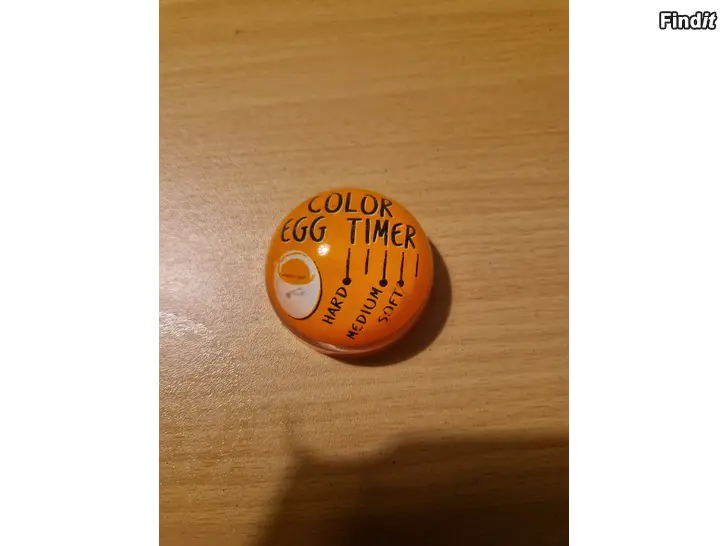 Findit
COLOR
EGG TIMER
HARD
MEDIUM
SOFT